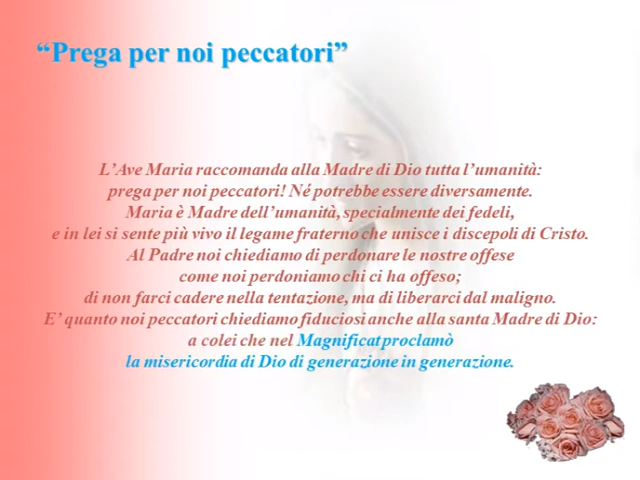 “Prega per noi peccatori”
L’Ave Maria raccomanda alla Madre di Dio tutta l’umanità:
prega per noi peccatori! Né potrebbe essere diversamente.
Maria è Madre dell’umanità, specialmente dei fedeli,
e in lei si sente più vivo il legame fraterno che unisce i discepoli di Cristo.
Al Padre noi chiediamo di perdonare le nostre offese
come noi perdoniamo chi ci ha offeso;
di non farci cadere nella tentazione, ma di liberarci dal maligno.
E’ quanto noi peccatori chiediamo fiduciosi anche alla santa Madre di Dio:
a colei che nel Magnificat proclamò
la misericordia di Dio di generazione in generazione.